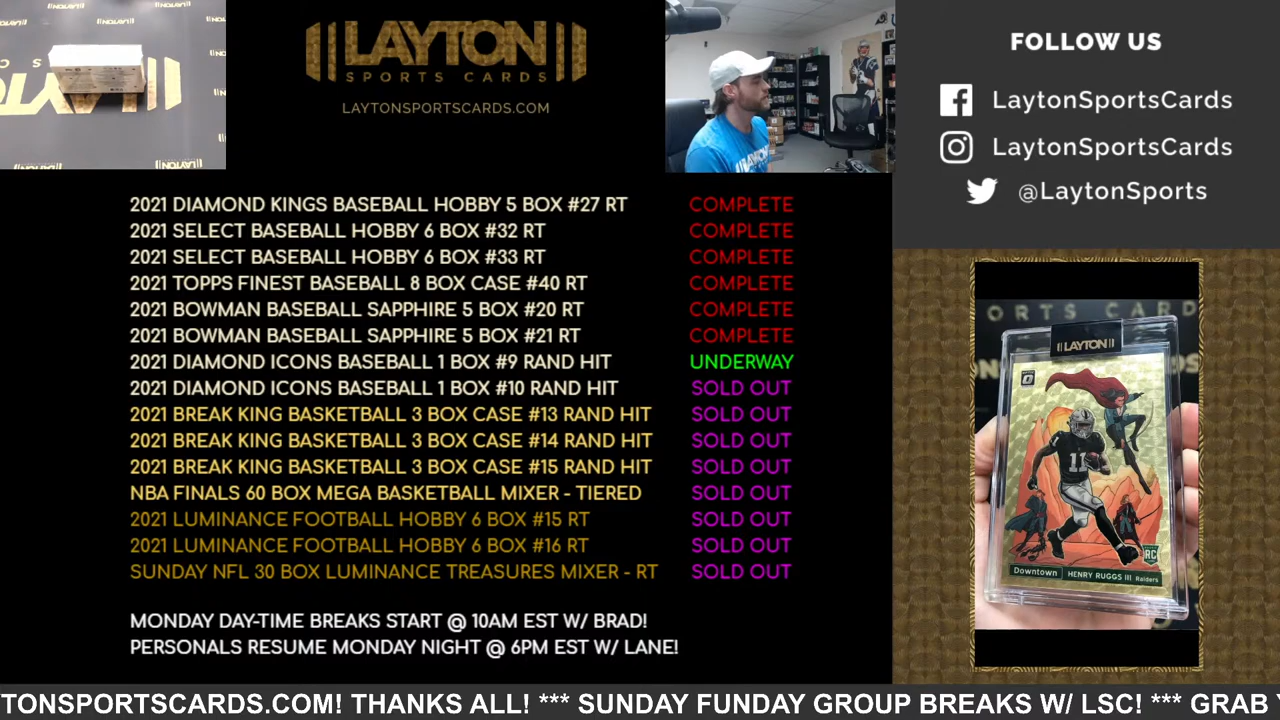 LAYTON
SPORTS CARDS
LAYTONSPORTSCARDS.COM
FOLLOW US
LaytonSportsCards
LaytonSportsCards
@LaytonSports
2021 DIAMOND KINGS BASEBALL HOBBY 5 BOX #27 RT COMPLETE
2021 SELECT BASEBALL HOBBY 6 BOX #32 RT COMPLETE
2021 SELECT BASEBALL HOBBY 6 BOX #33 RT COMPLETE
2021 TOPPS FINEST BASEBALL 8 BOX CASE #40 RT COMPLETE
2021 BOWMAN BASEBALL SAPPHIRE 5 BOX #20 RT COMPLETE
2021 BOWMAN BASEBALL SAPPHIRE 5 BOX #21 RT COMPLETE
2021 DIAMOND ICONS BASEBALL 1 BOX #9 RAND HIT UNDERWAY
2021 DIAMOND ICONS BASEBALL 1 BOX #10 RAND HIT SOLD OUT
2021 BREAK KING BASKETBALL 3 BOX CASE #13 RAND HIT SOLD OUT
2021 BREAK KING BASKETBALL 3 BOX CASE #14 RAND HIT SOLD OUT
2021 BREAK KING BASKETBALL 3 BOX CASE #15 RAND HIT SOLD OUT
NBA FINALS 60 BOX MEGA BASKETBALL MIXER - TIERED SOLD OUT
2021 LUMINANCE FOOTBALL HOBBY 6 BOX #15 RT SOLD OUT
2021 LUMINANCE FOOTBALL HOBBY 6 BOX #16 RT SOLD OUT
SUNDAY NFL 30 BOX LUMINANCE TREASURES MIXER - RT SOLD OUT
MONDAY DAY-TIME BREAKS START @ 10AM EST W/ BRAD!
PERSONALS RESUME MONDAY NIGHT @ 6PM EST W/ LANE!
ORTS CARD
LAYTON
11
RC
Downtown HENRY RUGGS III Raiders
TONSPORTSCARDS.COM! THANKS ALL! *** SUNDAY FUNDAY GROUP BREAKS W/ LSC! *** GRAB